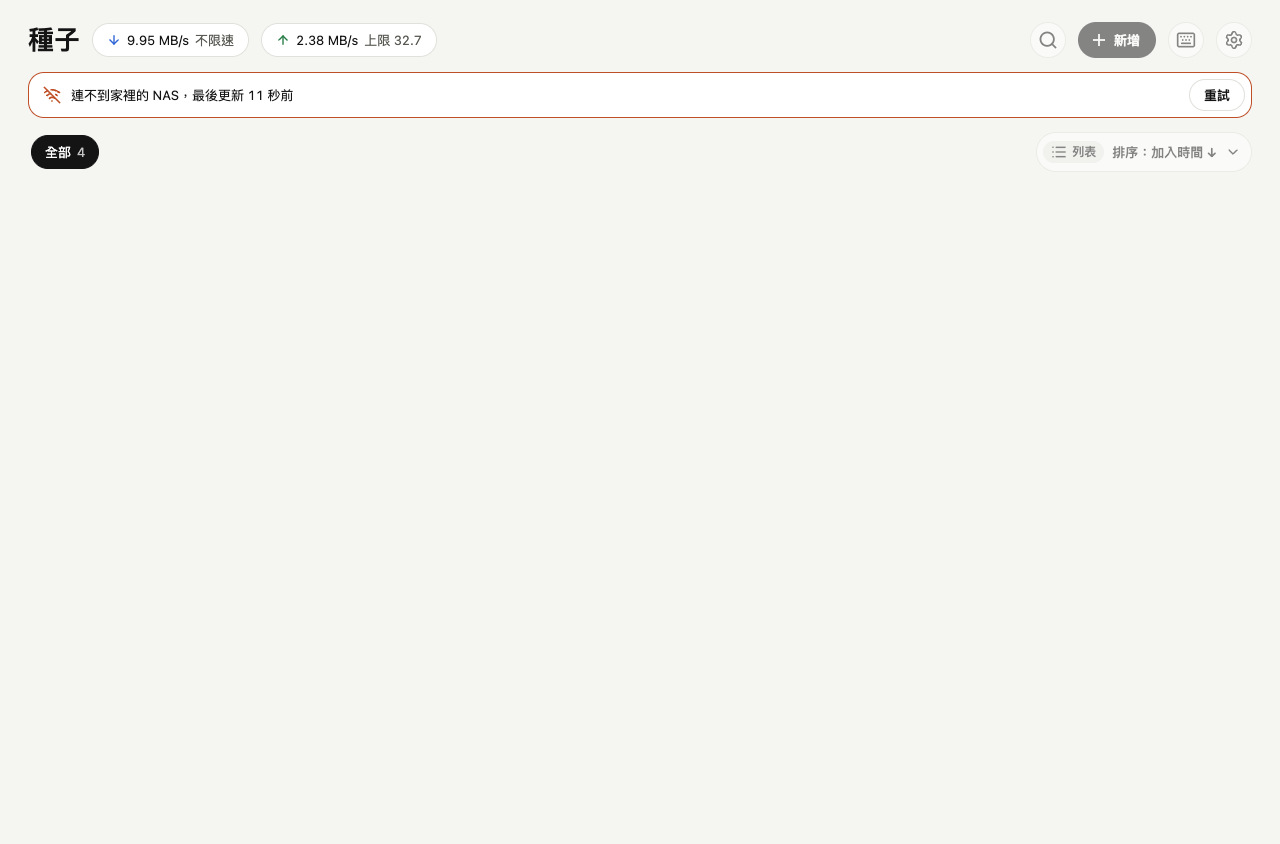 種子
9.95 MB/s 不限速
2.38 MB/s 上限 32.7
新增
連不到家裡的 NAS，最後更新 11 秒前
重試
全部 4
列表
排序：加入時間